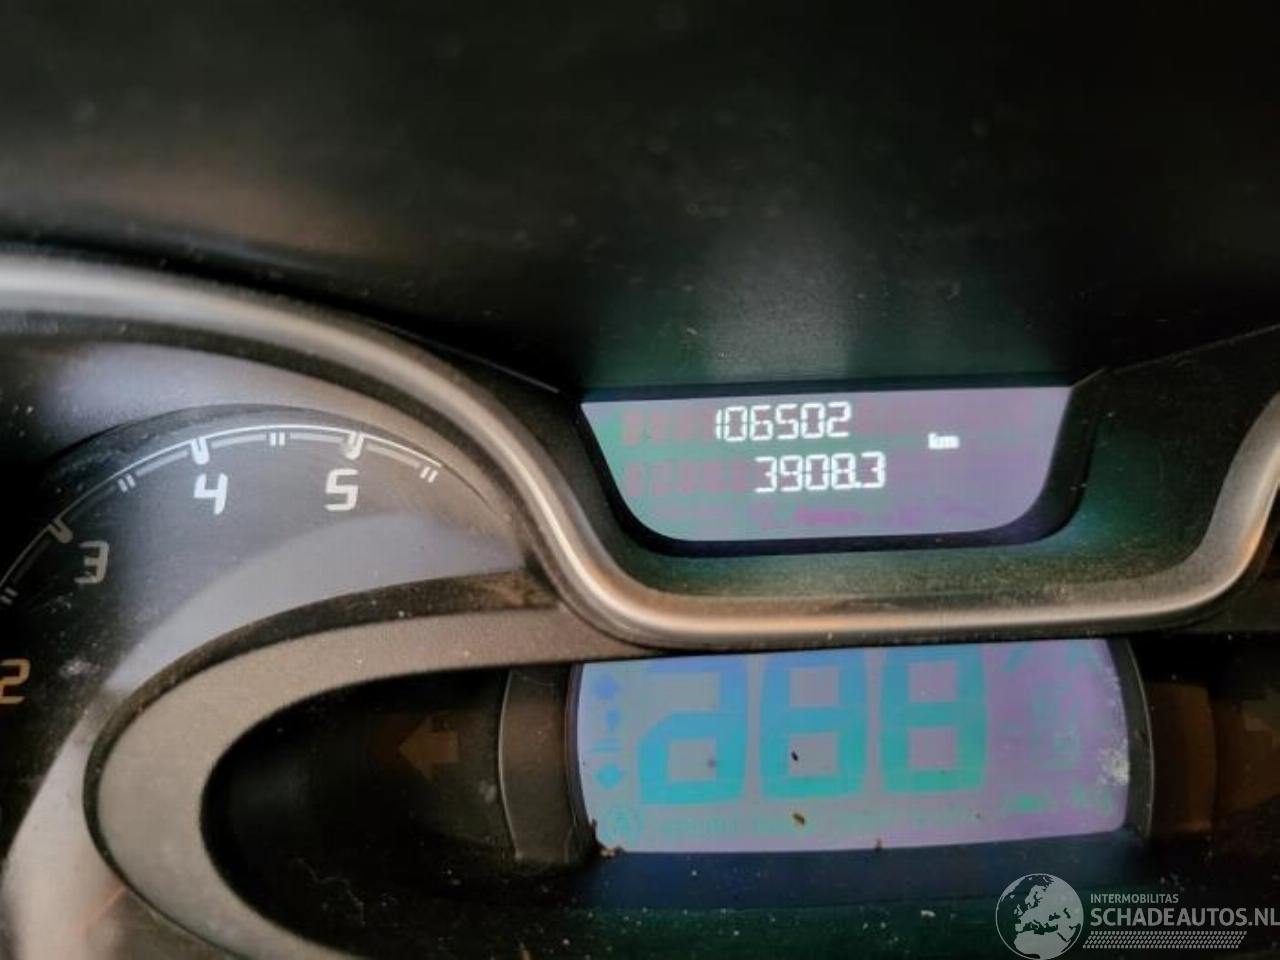 106502
km
3908.3
4
5
3
2
INTERMOBILITAS
SCHADEAUTOS.NL